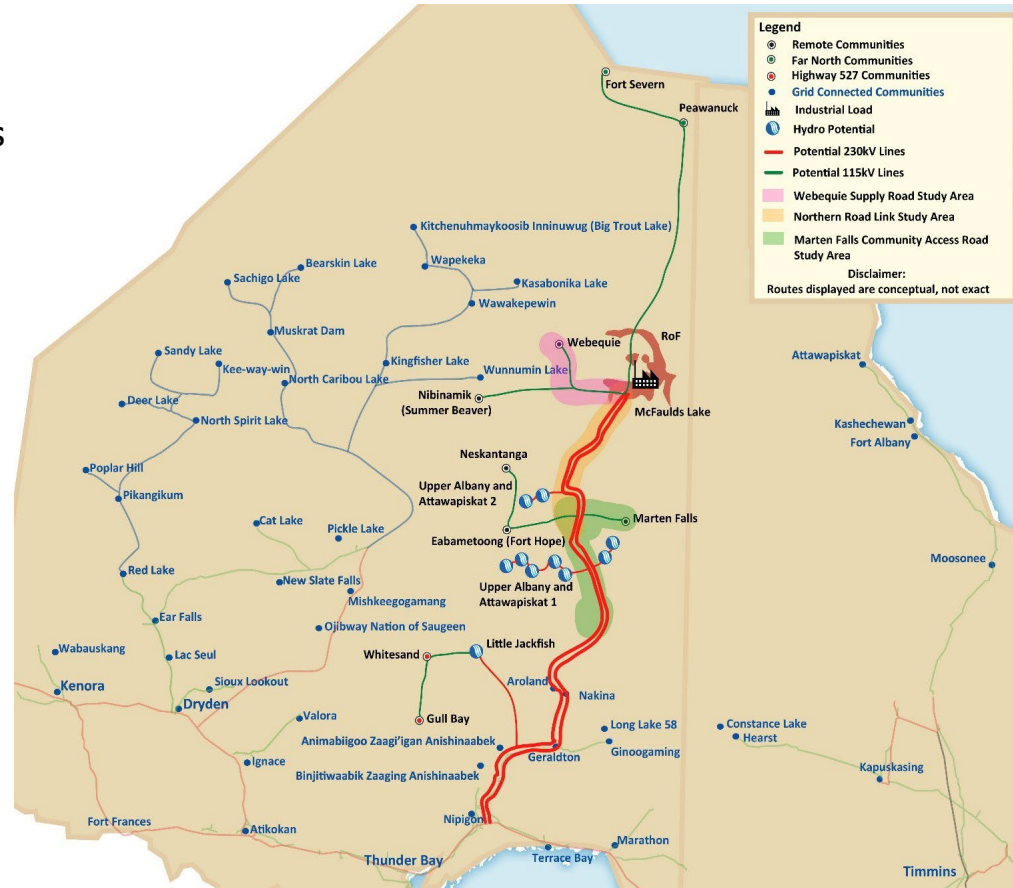 s
Legend
Remote Communities
Far North Communities
Highway 527 Communities
Grid Connected Communities
Industrial Load
Hydro Potential
Potential 230kV Lines
Potential 115kV Lines
Webequie Supply Road Study Area
Northern Road Link Study Area
Marten Falls Community Access Road
Study Area
Disclaimer:
Routes displayed are conceptual, not exact
Fort Severn
Peawanuck
Kitchenuhmaykoosib Inninuwug (Big Trout Lake)
Wapekeka
Bearskin Lake
Sachigo Lake
Kasabonika Lake
Wawakepewin
Muskrat Dam
Webequie
RoF
Sandy Lake
Kee-way-win
Kingfisher Lake
Wunnumin Lake
Attawapiskat
North Caribou Lake
Nibinamik
(Summer Beaver)
Deer Lake
McFaulds Lake
North Spirit Lake
Kashechewan
Fort Albany
Neskantanga
Poplar Hill
Upper Albany and
Attawapiskat 2
Pikangikum
Marten Falls
Cat Lake
Pickle Lake
Eabametoong (Fort Hope)
Moosonee
Red Lake
New Slate Falls
Upper Albany and
Attawapiskat 1
Mishkeegogamang
Ear Falls
Ojibway Nation of Saugeen
Little Jackfish
Wabauskang
Lac Seul
Whitesand
Kenora
Sioux Lookout
Aroland
Nakina
Dryden
Valora
Gull Bay
Long Lake 58
Constance Lake
Hearst
Animabiigoo Zaagi'igan Anishinaabek
Geraldton
Ginoogaming
Ignace
Binjitiwaabik Zaaging Anishinaabek
Kapuskasing
Fort Frances
Atikokan
Nipigon
Marathon
Thunder Bay
Terrace Bay
Timmins